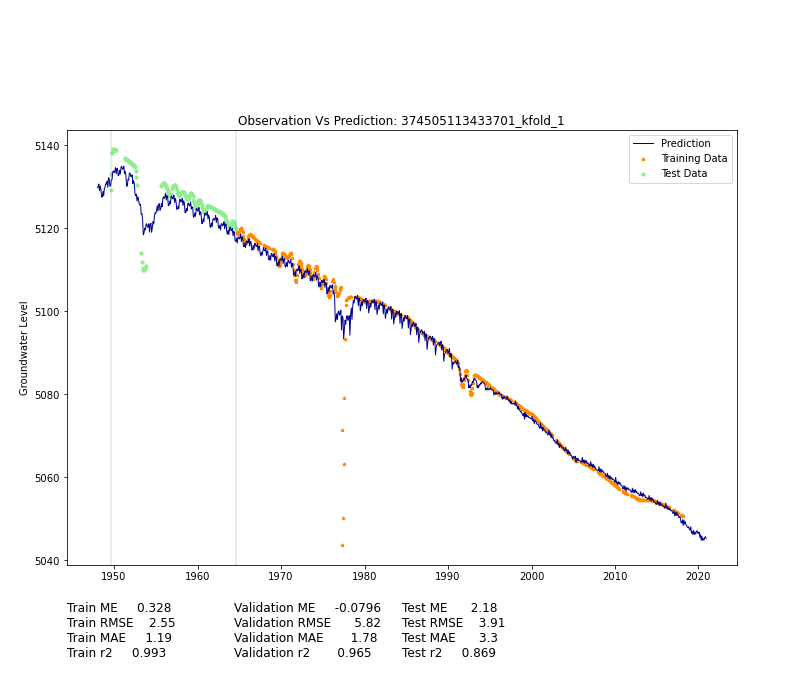 Observation Vs Prediction: 374505113433701_kfold_1
Prediction
Training Data
Test Data
Groundwater Level
5140
5120
5100
5080
5060
5040
1950 1960 1970 1980 1990 2000 2010 2020
Train ME 0.328 Validation ME -0.0796 Test ME 2.18
Train RMSE 2.55 Validation RMSE 5.82 Test RMSE 3.91
Train MAE 1.19 Validation MAE 1.78 Test MAE 3.3
Train r2 0.993 Validation r2 0.965 Test r2 0.869